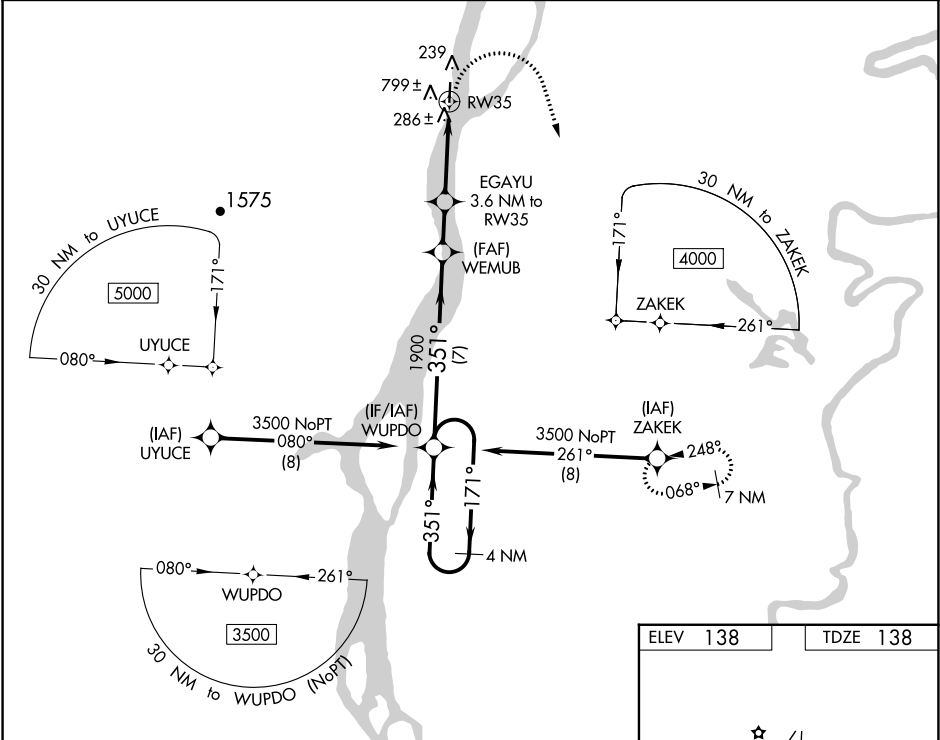 239
799±
RW35
286±
EGAYU
3.6 NM to
RW35
(FAF)
WEMUB
1575
30 NM to UYUCE
171°
5000
UYUCE
080°
30 NM to ZAKEK
171°
4000
ZAKEK
261°
1900
351°
(7)
(IF/IAF)
WUPDO
3500 NoPT
080°
(8)
(IAF)
UYUCE
3500 NoPT
261°
(8)
(IAF)
ZAKEK
248°
068°
7 NM
351°
171°
4 NM
080°
261°
WUPDO
3500
30 NM to WUPDO (NoPT)
ELEV 138
TDZE 138